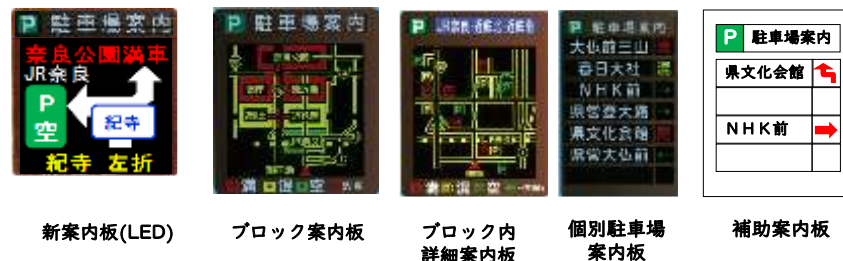 P 駐車場案内
奈良公園満車
JR奈良
P
空
紀寺
紀寺 左折
新案内板(LED)
P 駐車場案内
満 混 空
ブロック案内板
P
満 混 空
ブロック内
詳細案内板
P 駐車場案内
大仏前三山
春日大社 満
NHK前
県営登大路
県文化会館
県営大仏前
個別駐車場
案内板
P 駐車場案内
県文化会館
NHK前
補助案内板